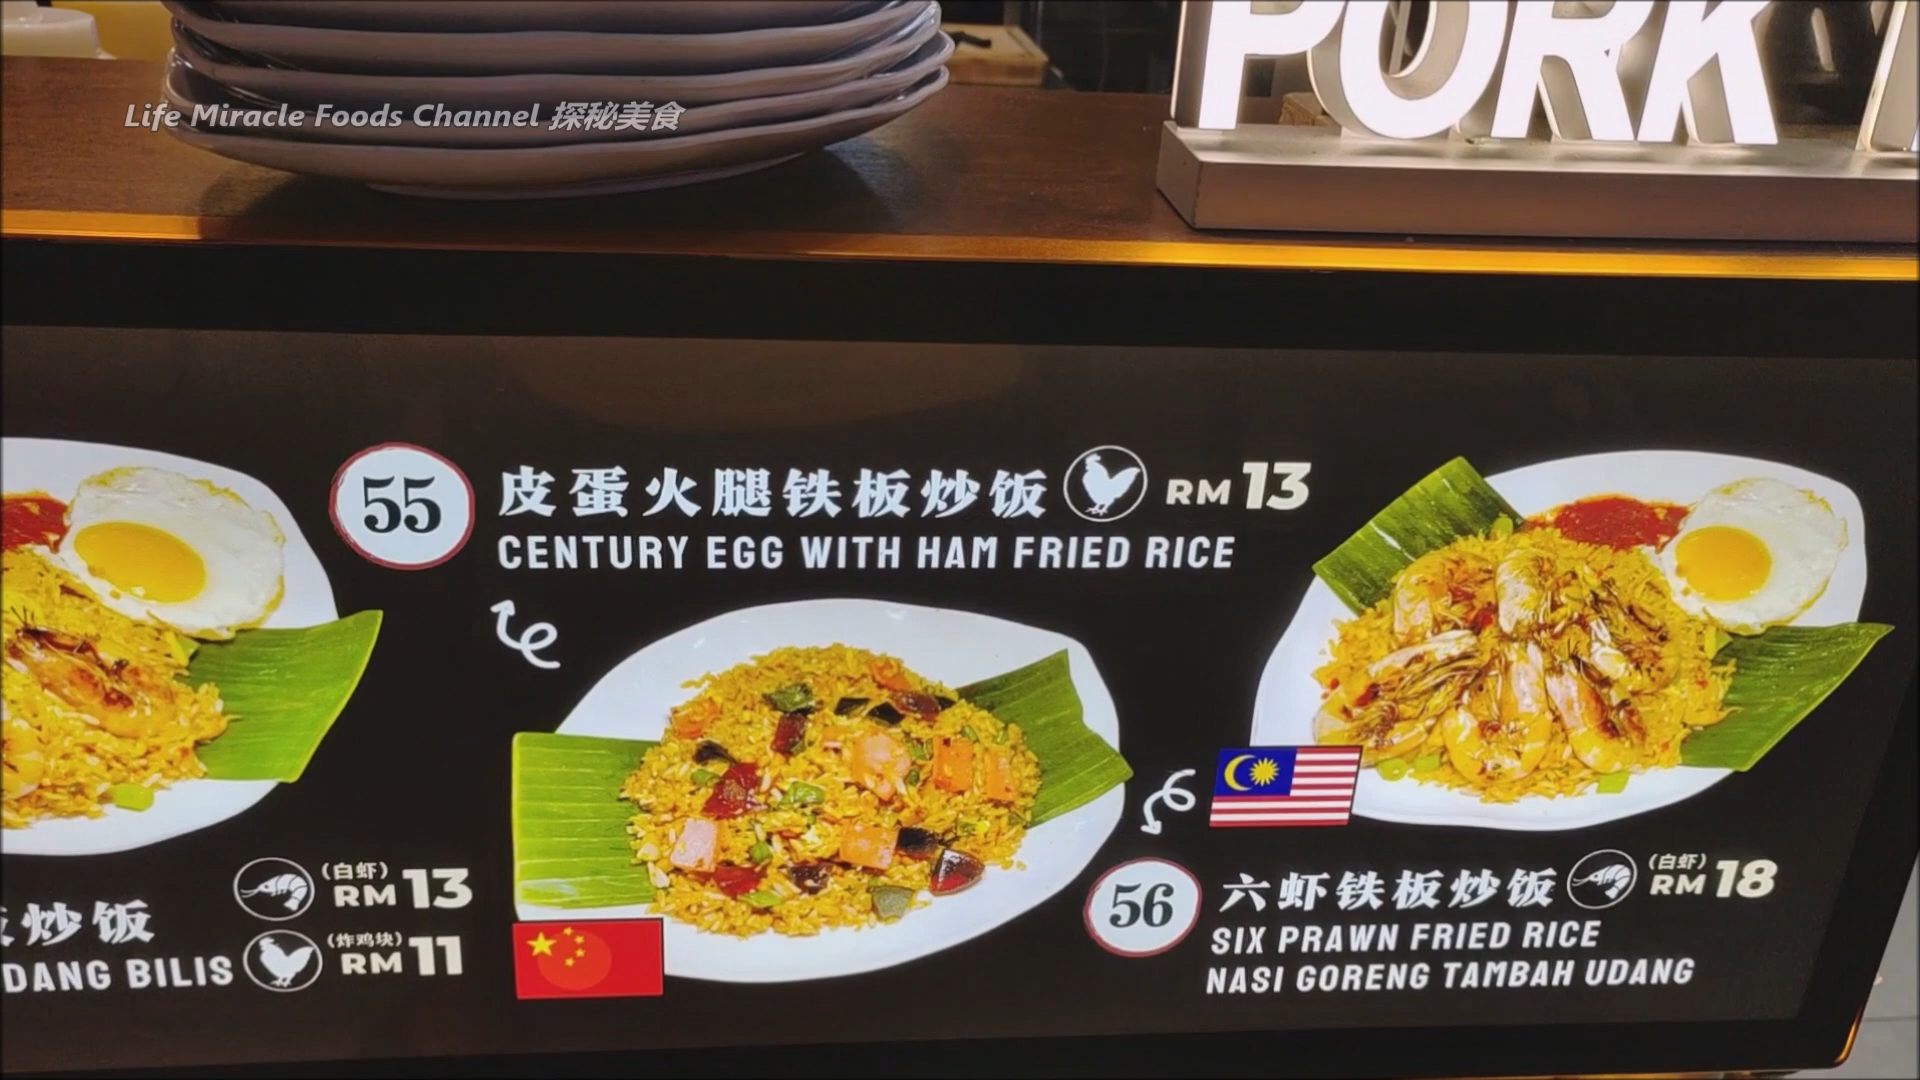 PORK
Life Miracle Foods Channel 探秘美食
55
皮蛋火腿铁板炒饭 RM 13
CENTURY EGG WITH HAM FRIED RICE
(白虾)
RM 13
炒饭
(炸鸡块)
DANG BILIS RM 11
56
六虾铁板炒饭 (白虾) RM 18
SIX PRAWN FRIED RICE
NASI GORENG TAMBAH UDANG